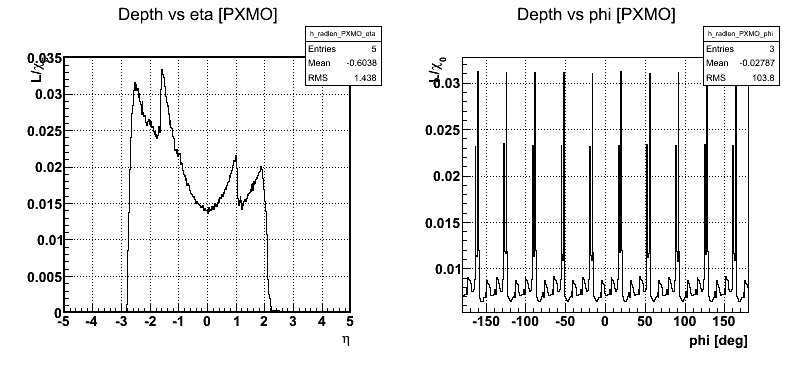 Depth vs eta [PXMO]
h_radlen_PXMO_eta
Entries 5
Mean -0.6038
RMS 1.438
L/χ₀
0.035
0.03
0.025
0.02
0.015
0.01
0.005
0
-5 -4 -3 -2 -1 0 1 2 3 4 5
η
Depth vs phi [PXMO]
h_radlen_PXMO_phi
Entries 3
Mean -0.02787
RMS 103.8
L/χ₀
0.03
0.025
0.02
0.015
0.01
-150 -100 -50 0 50 100 150
phi [deg]